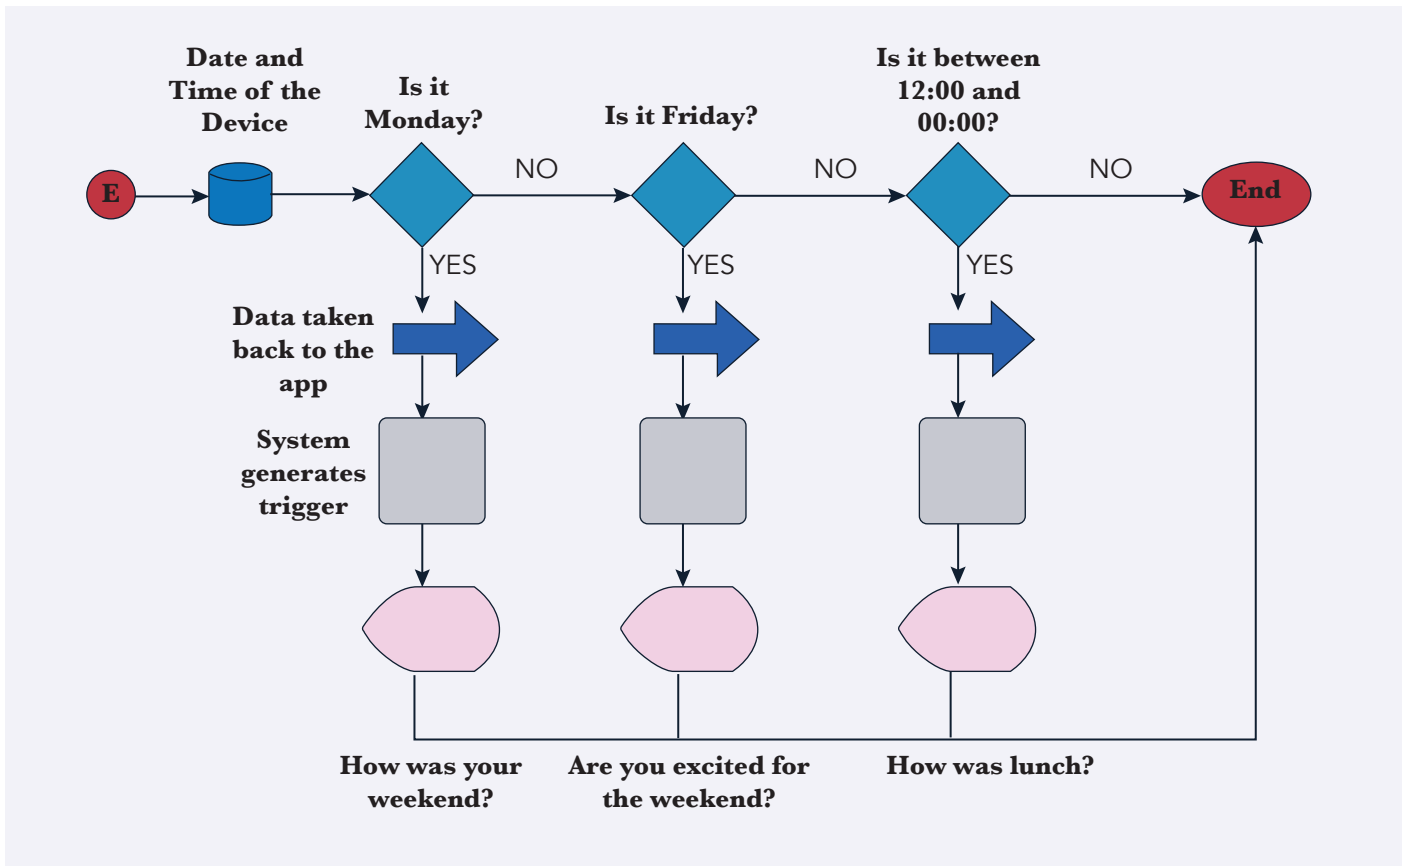 Date and
Time of the
Device
Is it
Monday?
Is it Friday?
Is it between
12:00 and
00:00?
E
NO
NO
NO
End
YES
YES
YES
Data taken
back to the
app
System
generates
trigger
How was your
weekend?
Are you excited for
the weekend?
How was lunch?